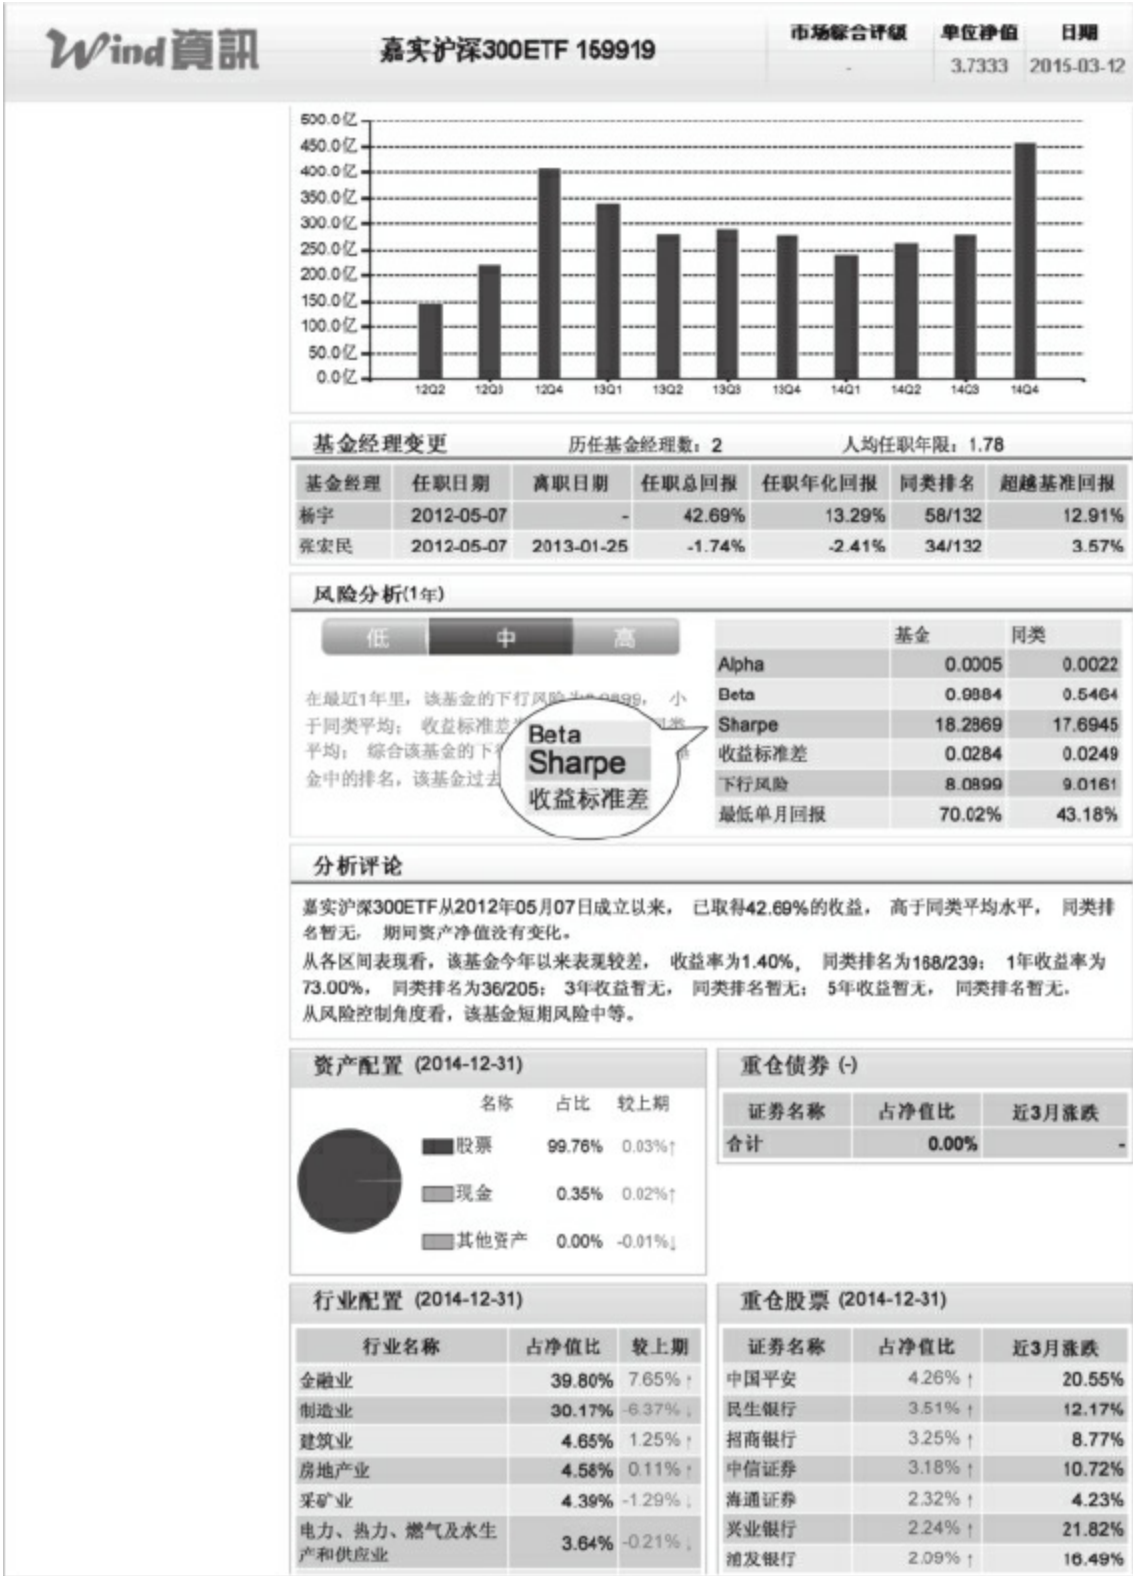 Wind資訊
嘉实沪深300ETF 159919
市场综合评级 单位净值 日期
- 3.7333 2015-03-12
500.0亿
450.0亿
400.0亿
350.0亿
300.0亿
250.0亿
200.0亿
150.0亿
100.0亿
50.0亿
0.0亿
12Q2 12Q3 12Q4 13Q1 13Q2 13Q3 13Q4 14Q1 14Q2 14Q3 14Q4
基金经理变更 历任基金经理数：2 人均任职年限：1.78
基金经理 任职日期 离职日期 任职总回报 任职年化回报 同类排名 超越基准回报
杨宇 2012-05-07 - 42.69% 13.29% 58/132 12.91%
张宏民 2012-05-07 2013-01-25 -1.74% -2.41% 34/132 3.57%
风险分析(1年)
低 中 高
在最近1年里，该基金的下行风险为8.0899，小
于同类平均；收益标准差
平均；综合该基金的下
金中的排名，该基金过去
Beta
Sharpe
收益标准差
基金 同类
Alpha 0.0005 0.0022
Beta 0.9884 0.5464
Sharpe 18.2869 17.6945
收益标准差 0.0284 0.0249
下行风险 8.0899 9.0161
最低单月回报 70.02% 43.18%
分析评论
嘉实沪深300ETF从2012年05月07日成立以来，已取得42.69%的收益，高于同类平均水平，同类排
名暂无，期间资产净值没有变化。
从各区间表现看，该基金今年以来表现较差，收益率为1.40%，同类排名为168/239；1年收益率为
73.00%，同类排名为36/205；3年收益暂无，同类排名暂无；5年收益暂无，同类排名暂无，
从风险控制角度看，该基金短期风险中等。
资产配置 (2014-12-31)
名称 占比 较上期
股票 99.76% 0.03%↑
现金 0.35% 0.02%↑
其他资产 0.00% -0.01%↓
重仓债券 (-)
证券名称 占净值比 近3月涨跌
合计 0.00% -
行业配置 (2014-12-31)
行业名称 占净值比 较上期
金融业 39.80% 7.65%↑
制造业 30.17% -6.37%↓
建筑业 4.65% 1.25%↑
房地产业 4.58% 0.11%↑
采矿业 4.39% -1.29%↓
电力、热力、燃气及水生
产和供应业 3.64% -0.21%↓
重仓股票 (2014-12-31)
证券名称 占净值比 近3月涨跌
中国平安 4.26%↑ 20.55%
民生银行 3.51%↑ 12.17%
招商银行 3.25%↑ 8.77%
中信证券 3.18%↑ 10.72%
海通证券 2.32%↑ 4.23%
兴业银行 2.24%↑ 21.82%
浦发银行 2.09%↑ 16.49%